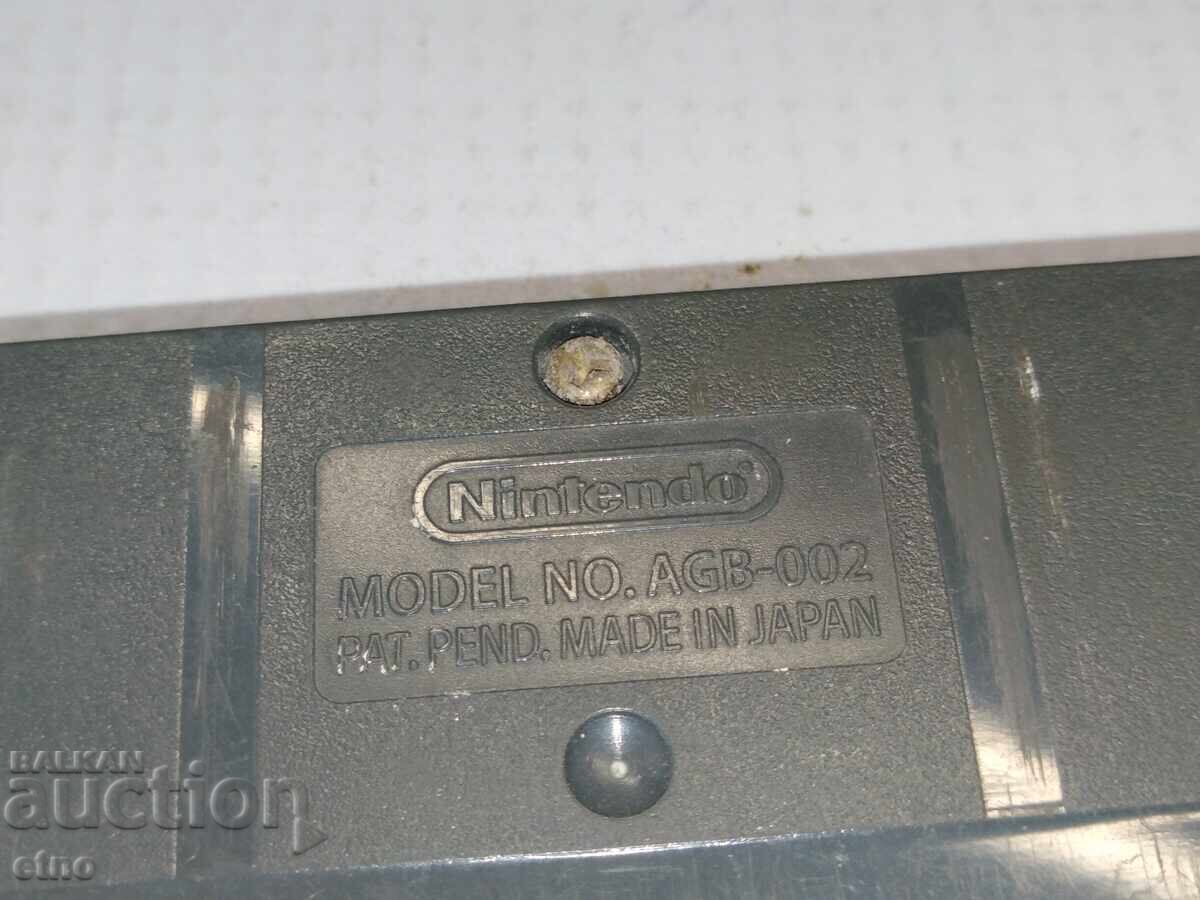 Nintendo®
MODEL NO. AGB-002
PAT. PEND. MADE IN JAPAN
BALKAN
auction
etno